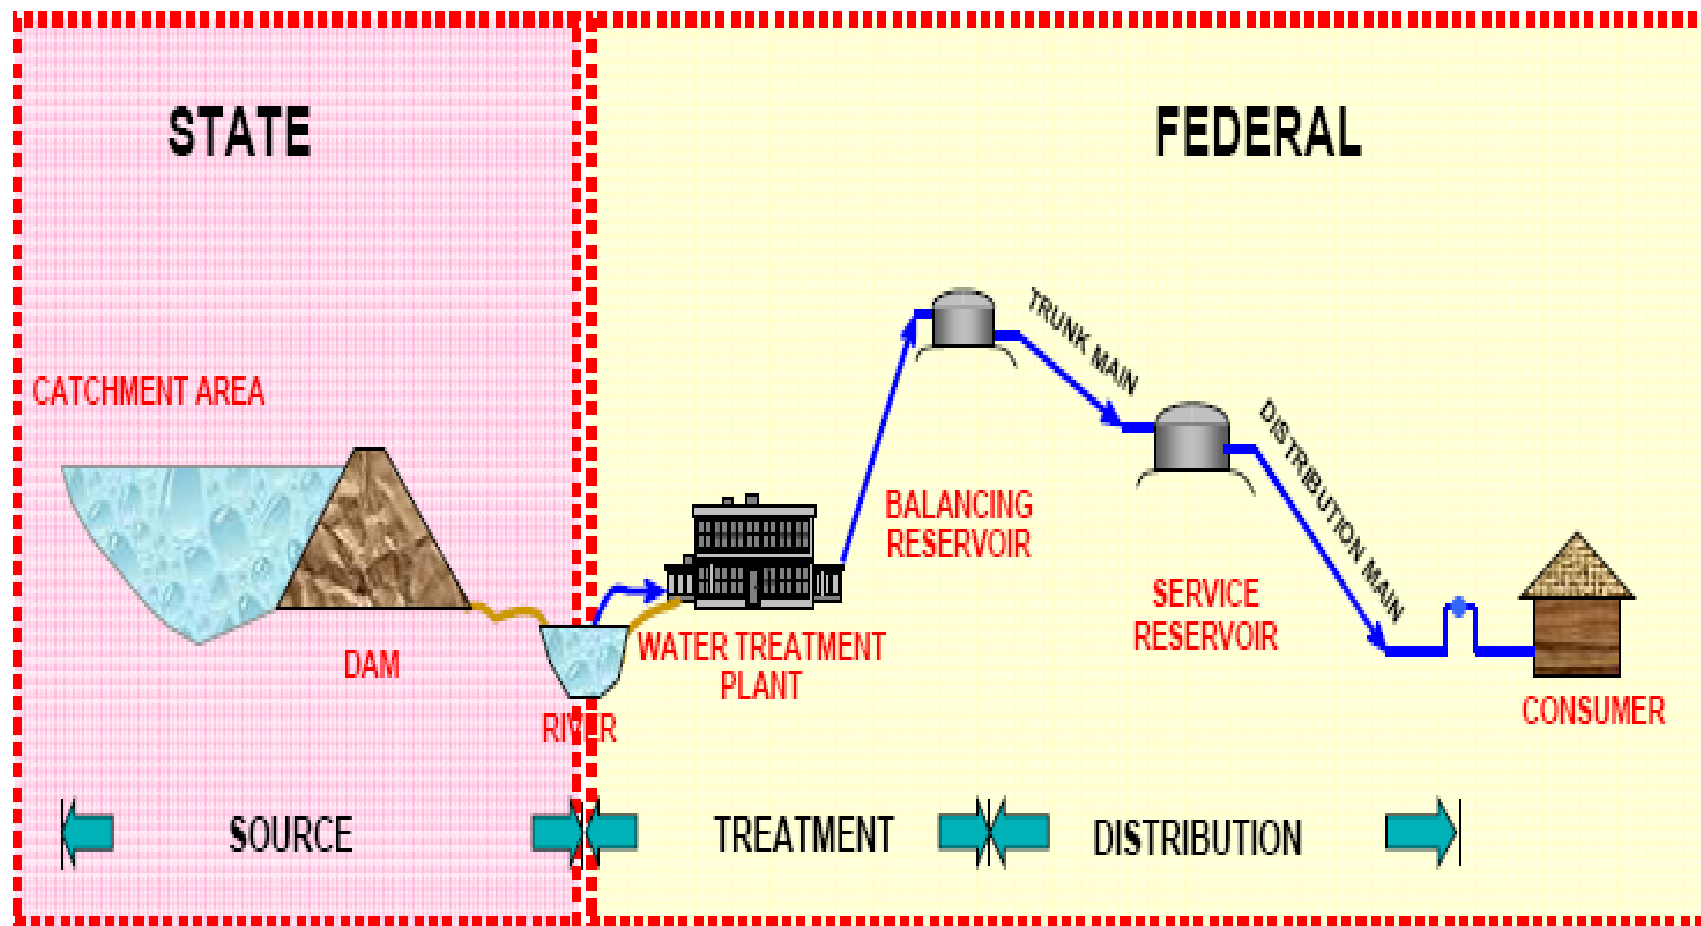 STATE
FEDERAL
CATCHMENT AREA
TRUNK MAIN
DISTRIBUTION MAIN
BALANCING
RESERVOIR
SERVICE
RESERVOIR
WATER TREATMENT
PLANT
DAM
RIVER
CONSUMER
SOURCE
TREATMENT
DISTRIBUTION